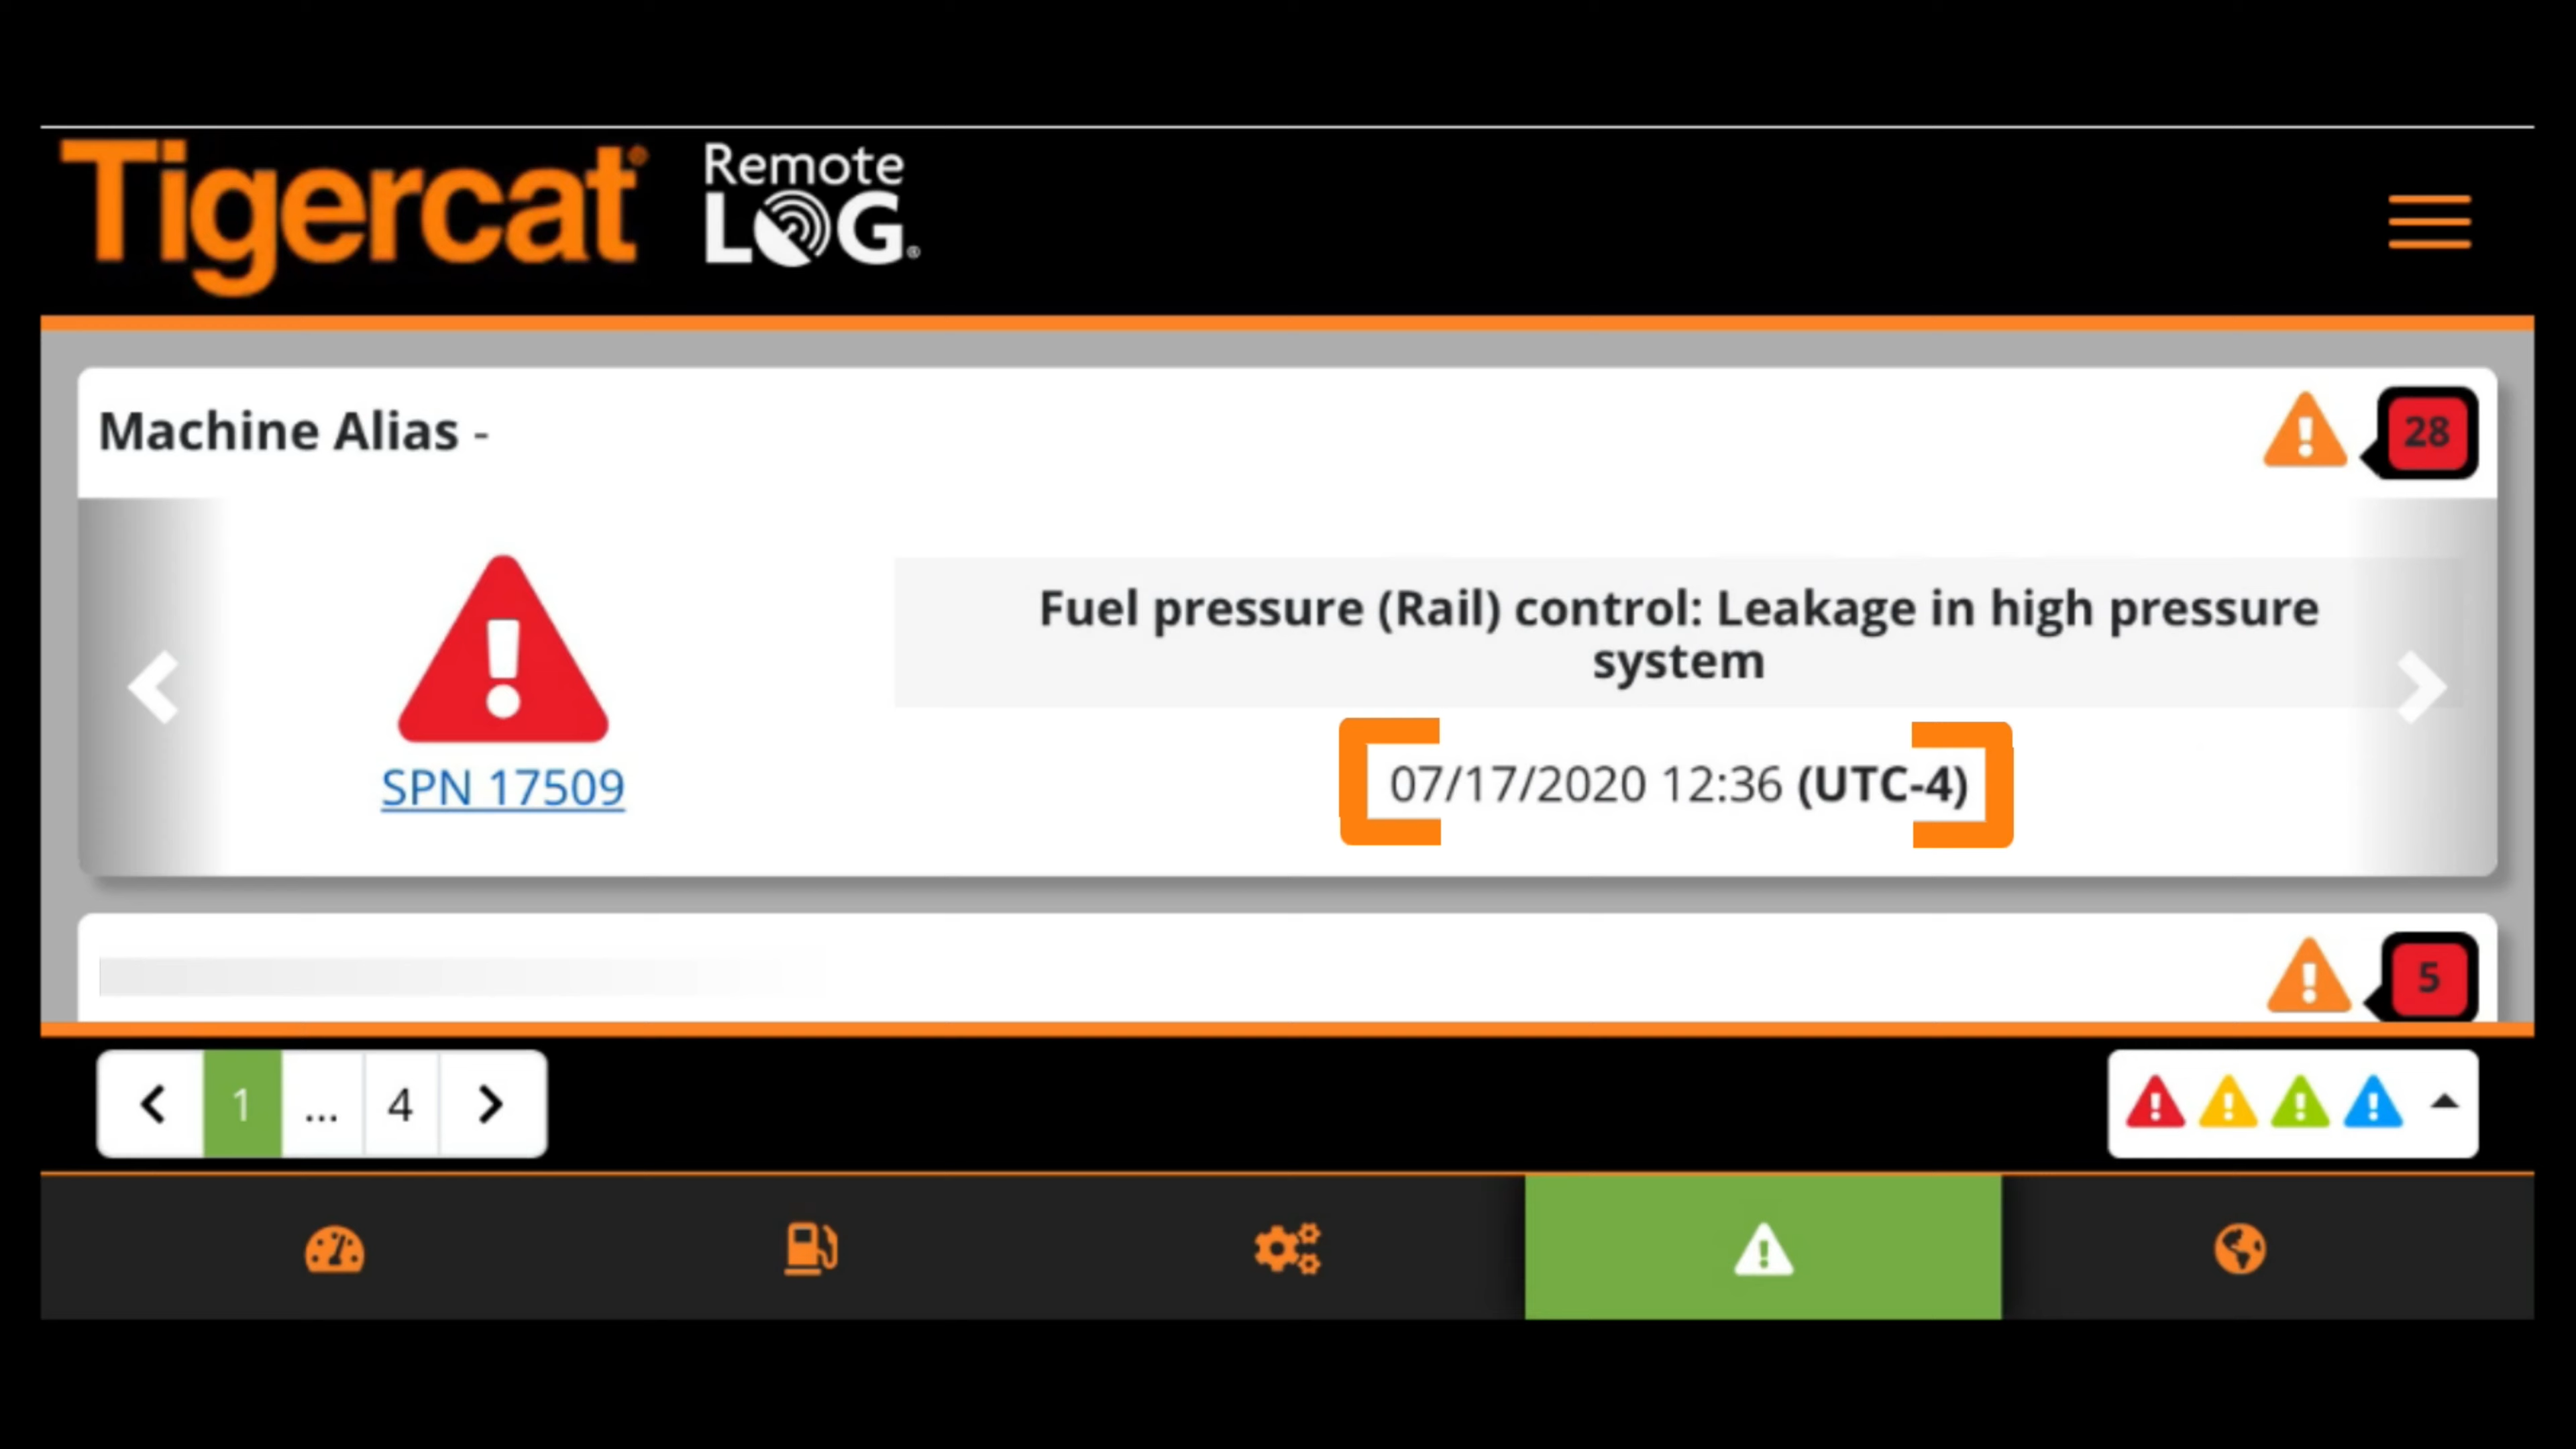 Tigercat®
Remote
LOG®
Machine Alias -
28
Fuel pressure (Rail) control: Leakage in high pressure
system
SPN 17509
07/17/2020 12:36 (UTC-4)
5
1 ... 4